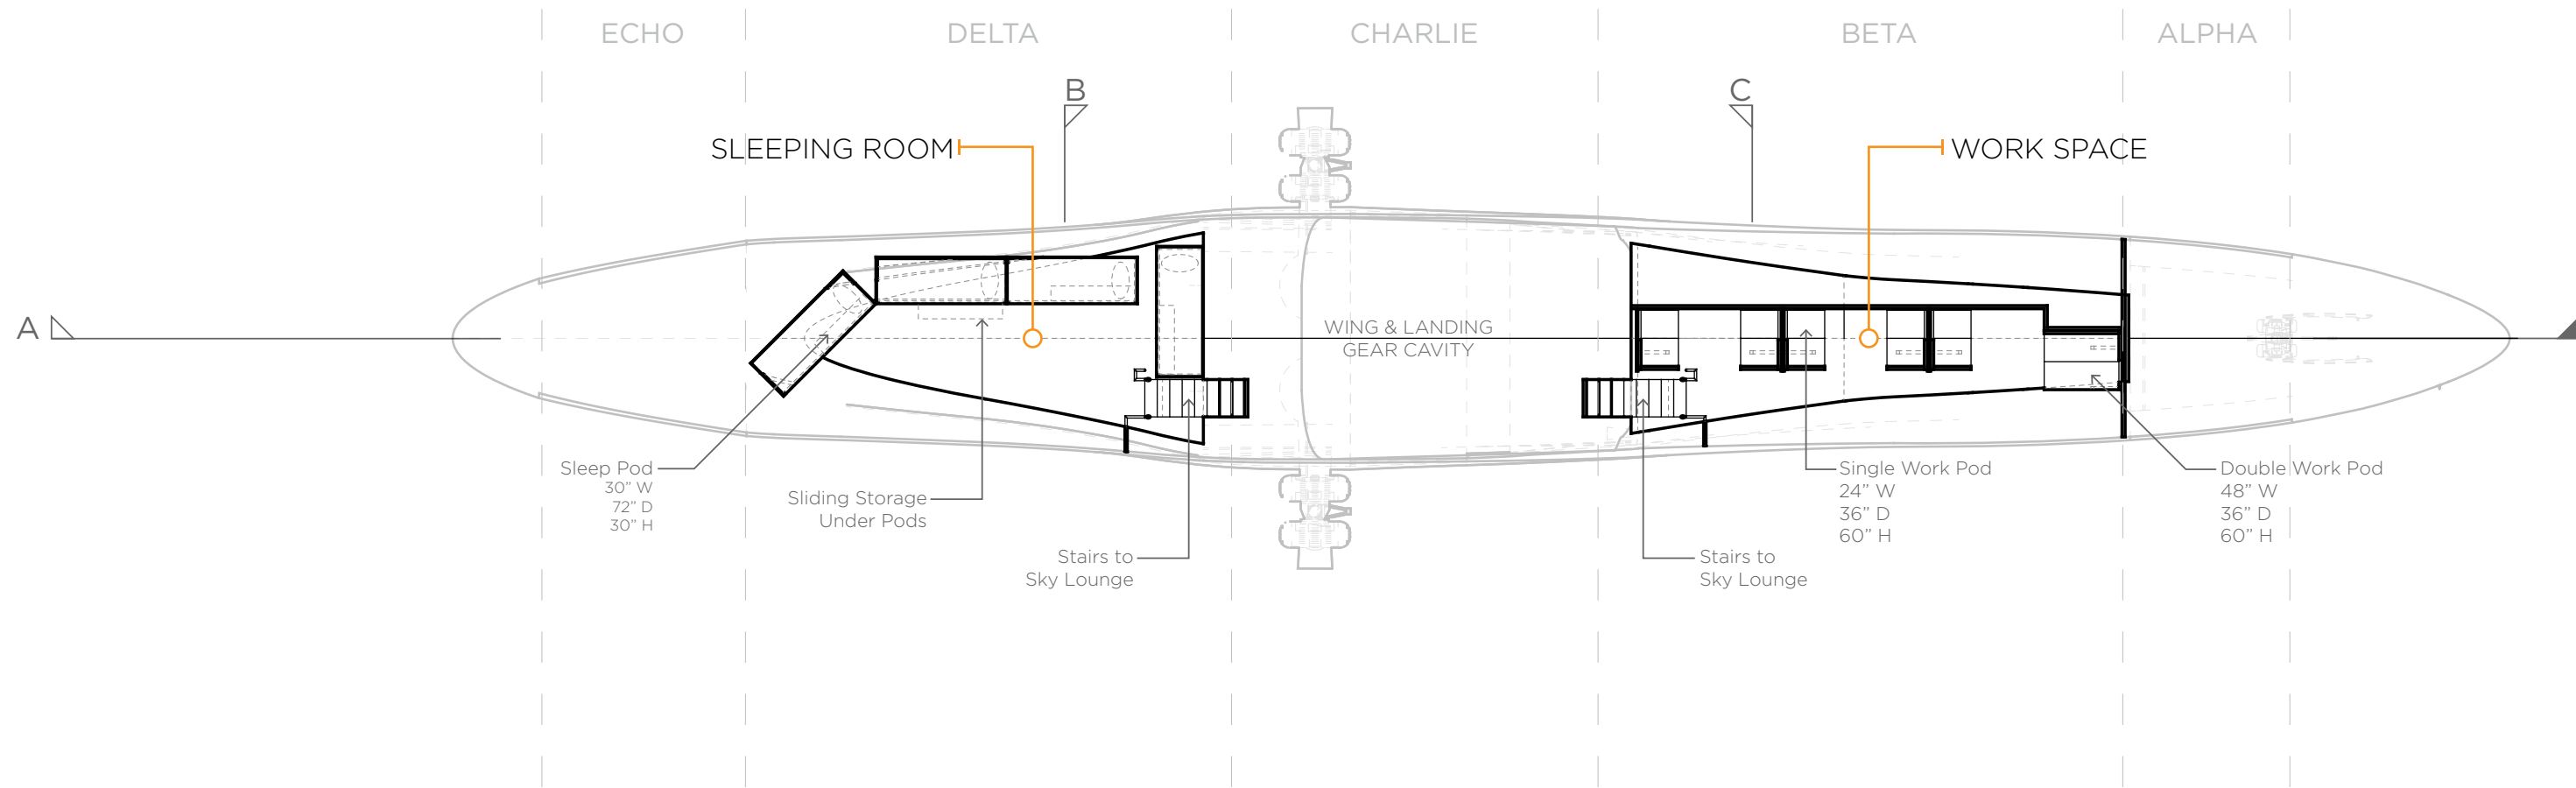 ECHO
DELTA
CHARLIE
BETA
ALPHA
B
C
SLEEPING ROOM
WORK SPACE
A
WING & LANDING
GEAR CAVITY
Sleep Pod
30” W
72” D
30” H
Sliding Storage
Under Pods
Stairs to
Sky Lounge
Stairs to
Sky Lounge
Single Work Pod
24” W
36” D
60” H
Double Work Pod
48” W
36” D
60” H